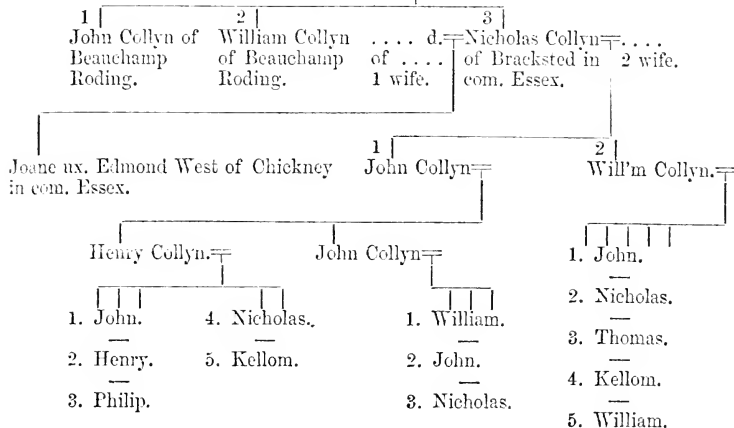 1 2 3
John Collyn of William Collyn .... d. Nicholas Collyn ....
Beauchamp of Beauchamp of .... of Bracksted in 2 wife.
Roding. Roding. 1 wife. com. Essex.
1 2
Joane ux. Edmond West of Chickney John Collyn Will'm Collyn.
in com. Essex.
Henry Collyn. John Collyn 1. John.
2. Nicholas.
1. John. 4. Nicholas. 1. William. 3. Thomas.
2. Henry. 5. Kellom. 2. John. 4. Kellom.
3. Philip. 3. Nicholas. 5. William.